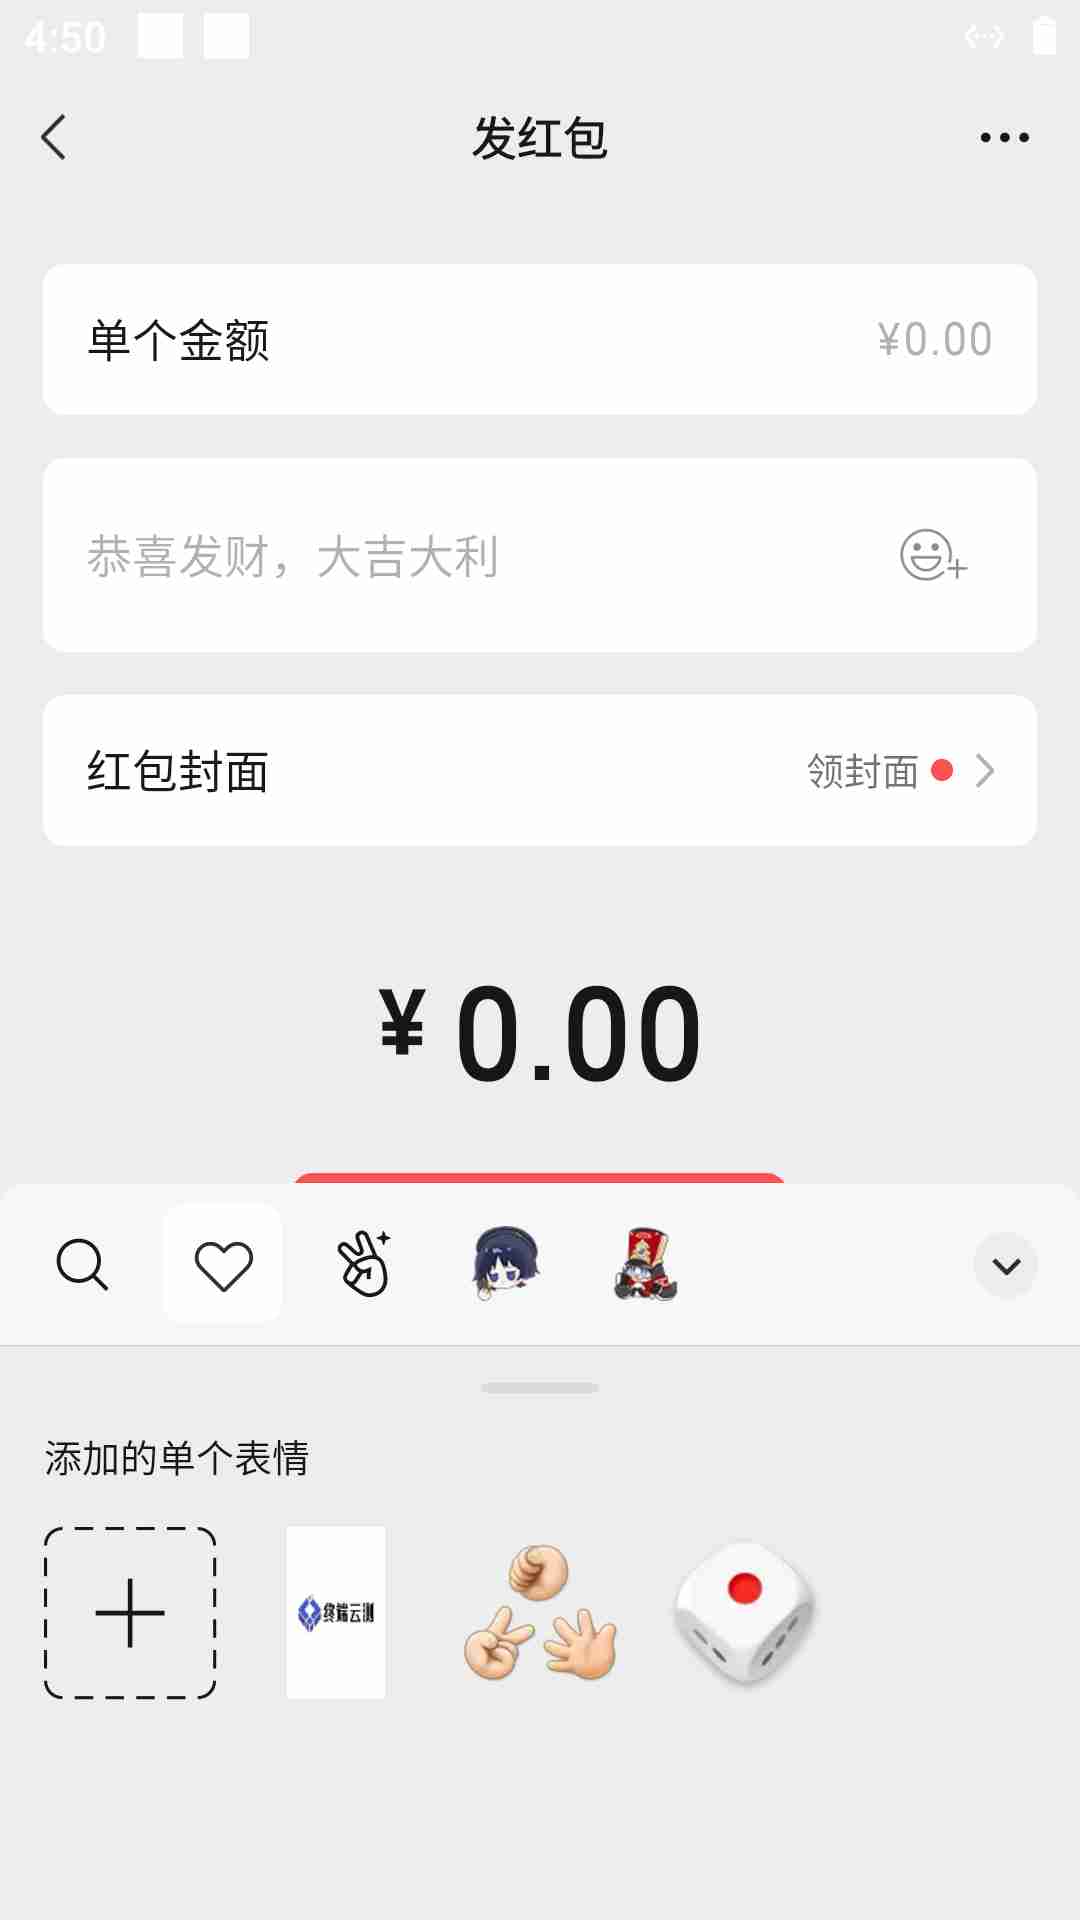 4:50
发红包
单个金额 ¥0.00
恭喜发财，大吉大利
红包封面 领封面
¥0.00
添加的单个表情
终端云测